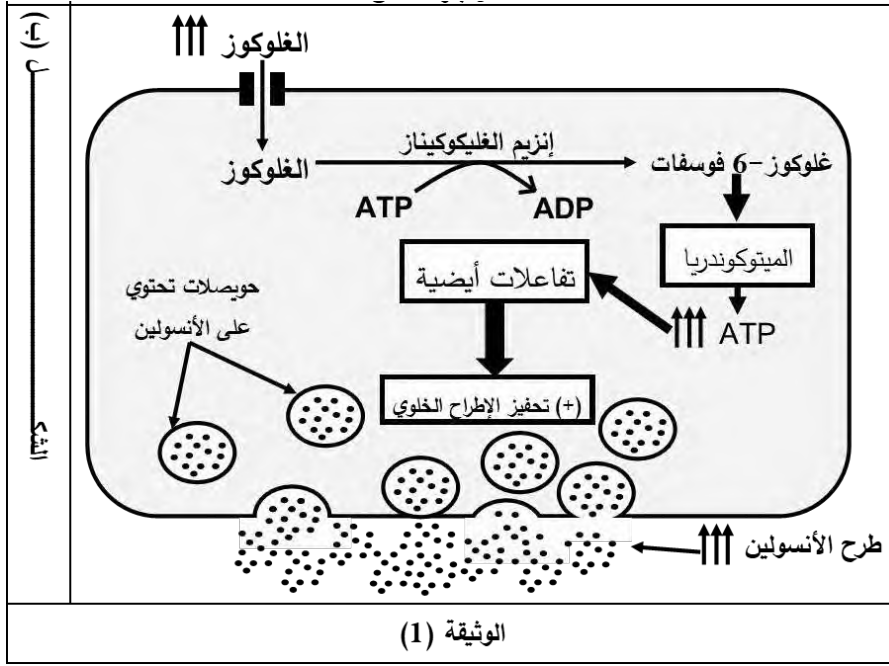 الشكل (ب)
↑↑↑ الغلوكوز
إنزيم الغليكوكيناز
الغلوكوز
غلوكوز-6 فوسفات
ATP
ADP
الميتوكوندريا
تفاعلات أيضية
حويصلات تحتوي
على الأنسولين
↑↑↑ ATP
(+) تحفيز الإطراح الخلوي
↑↑↑ طرح الأنسولين
الوثيقة (1)